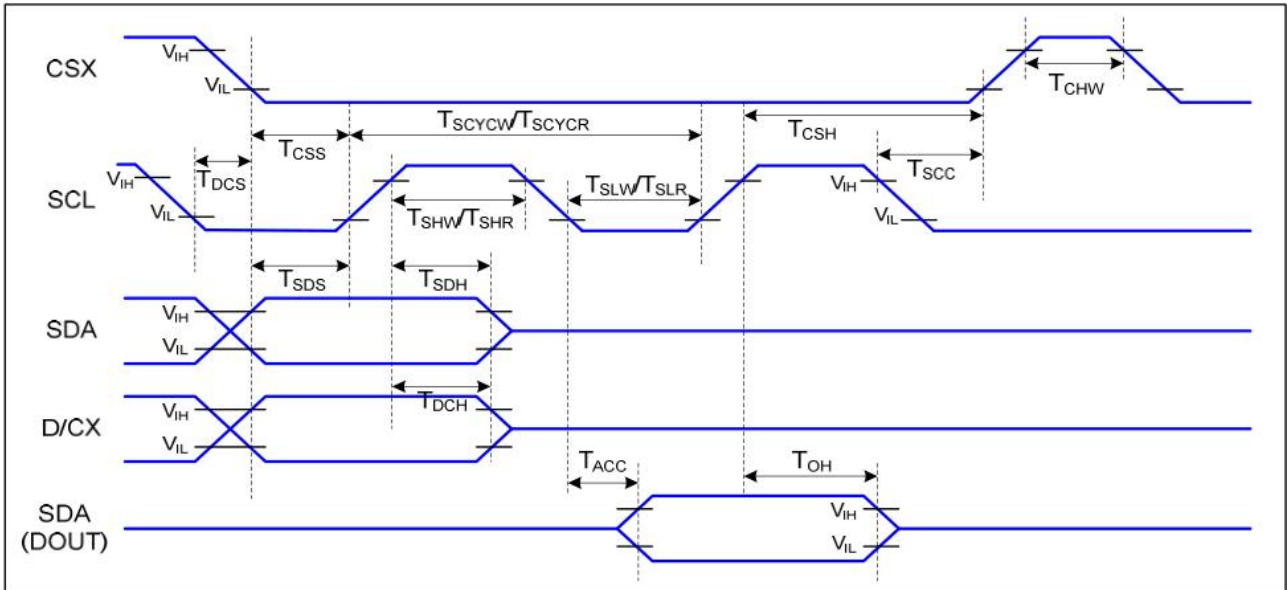 CSX
VIH
VIL
TCHW
TSCYCW/TSCYCR
TCSS
TCSH
TDCS
TSCC
SCL
VIH
VIL
TSLW/TSLR
VIH
VIL
TSHW/TSHR
TSDS
TSDH
SDA
VIH
VIL
TDCH
D/CX
VIH
VIL
TACC
TOH
SDA
(DOUT)
VIH
VIL